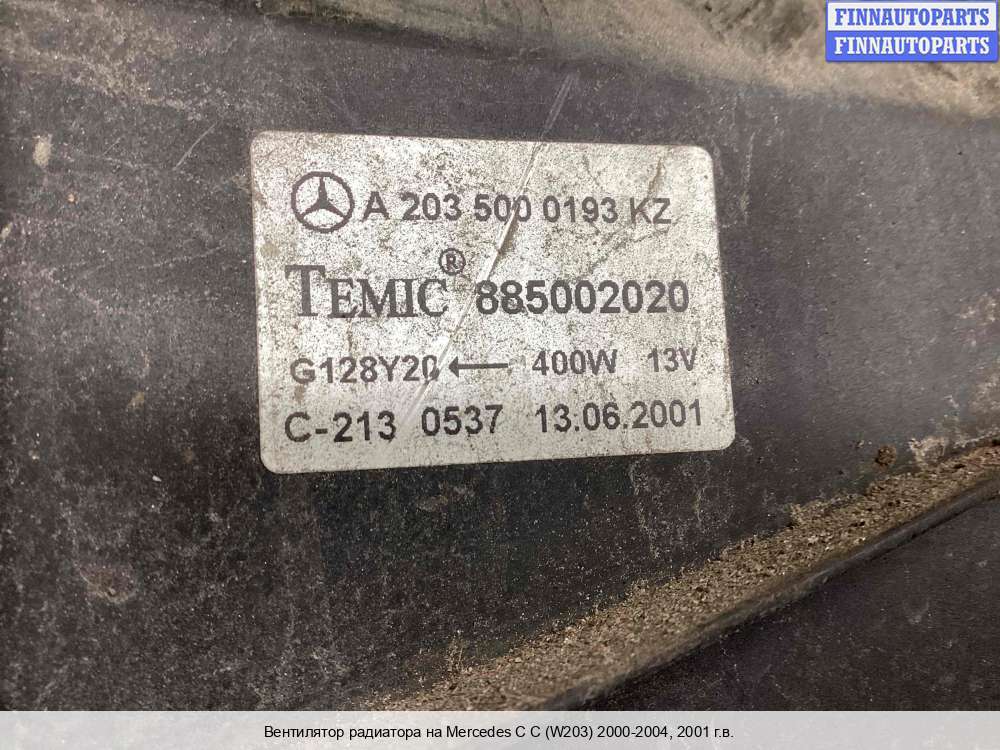 FINNAUTOPARTS
FINNAUTOPARTS
A 203 500 0193 KZ
TEMIC® 885002020
G128Y20 ← 400W 13V
C-213 0537 13.06.2001
Вентилятор радиатора на Mercedes C C (W203) 2000-2004, 2001 г.в.